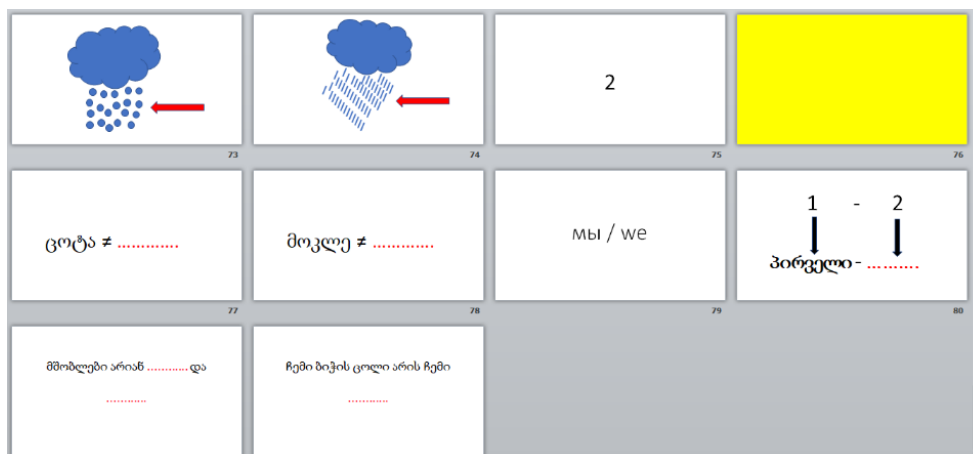 73
74
2
75
76
ცოტა ≠ .............
77
მოკლე ≠ .............
78
мы / we
79
1 - 2
პირველი - ..........
80
მშობლები არიან ............ და
............
ჩემი ბიჭის ცოლი არის ჩემი
............